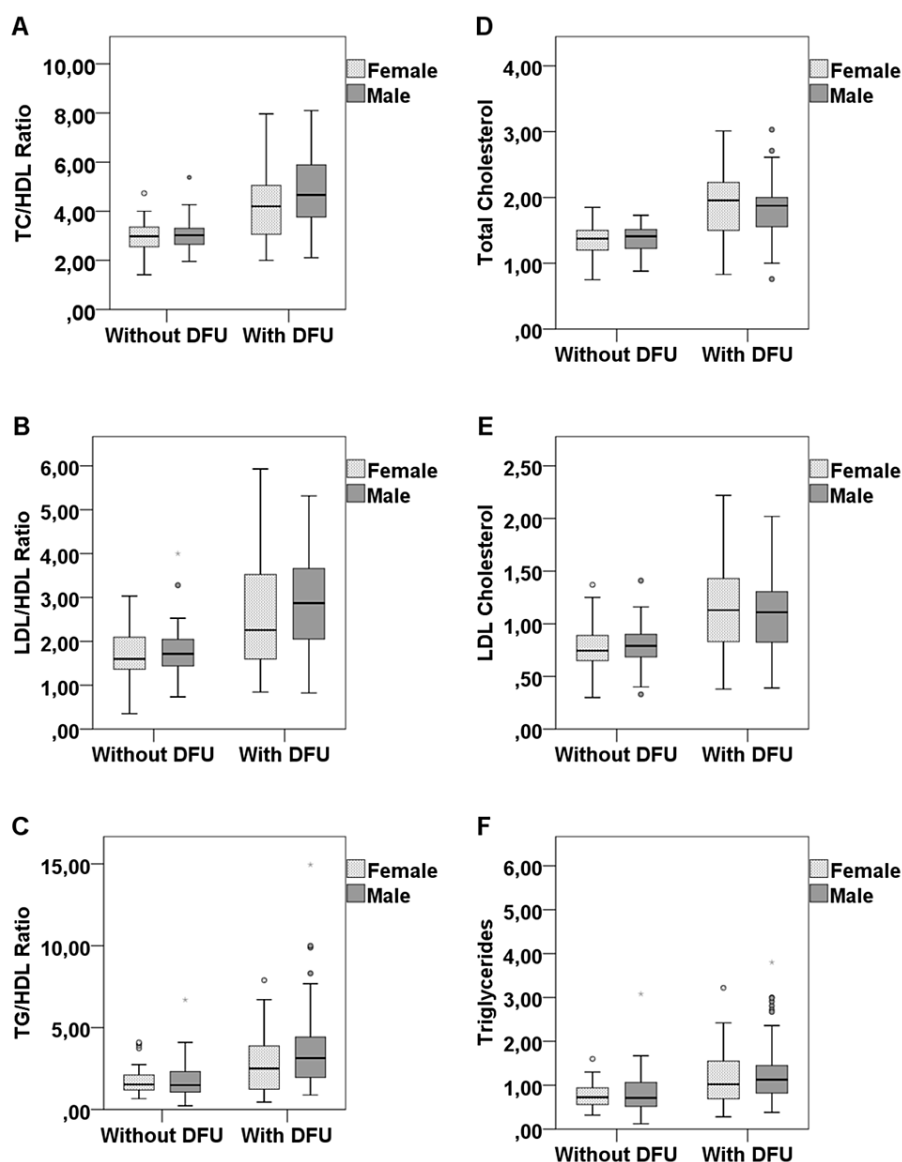 A
TC/HDL Ratio
10,00
8,00
6,00
4,00
2,00
,00
Without DFU
With DFU
Female
Male
D
Total Cholesterol
4,00
3,00
2,00
1,00
,00
Without DFU
With DFU
Female
Male
B
LDL/HDL Ratio
6,00
5,00
4,00
3,00
2,00
1,00
,00
Without DFU
With DFU
Female
Male
E
LDL Cholesterol
2,50
2,00
1,50
1,00
,50
,00
Without DFU
With DFU
Female
Male
C
TG/HDL Ratio
15,00
10,00
5,00
,00
Without DFU
With DFU
Female
Male
F
Triglycerides
6,00
5,00
4,00
3,00
2,00
1,00
,00
Without DFU
With DFU
Female
Male